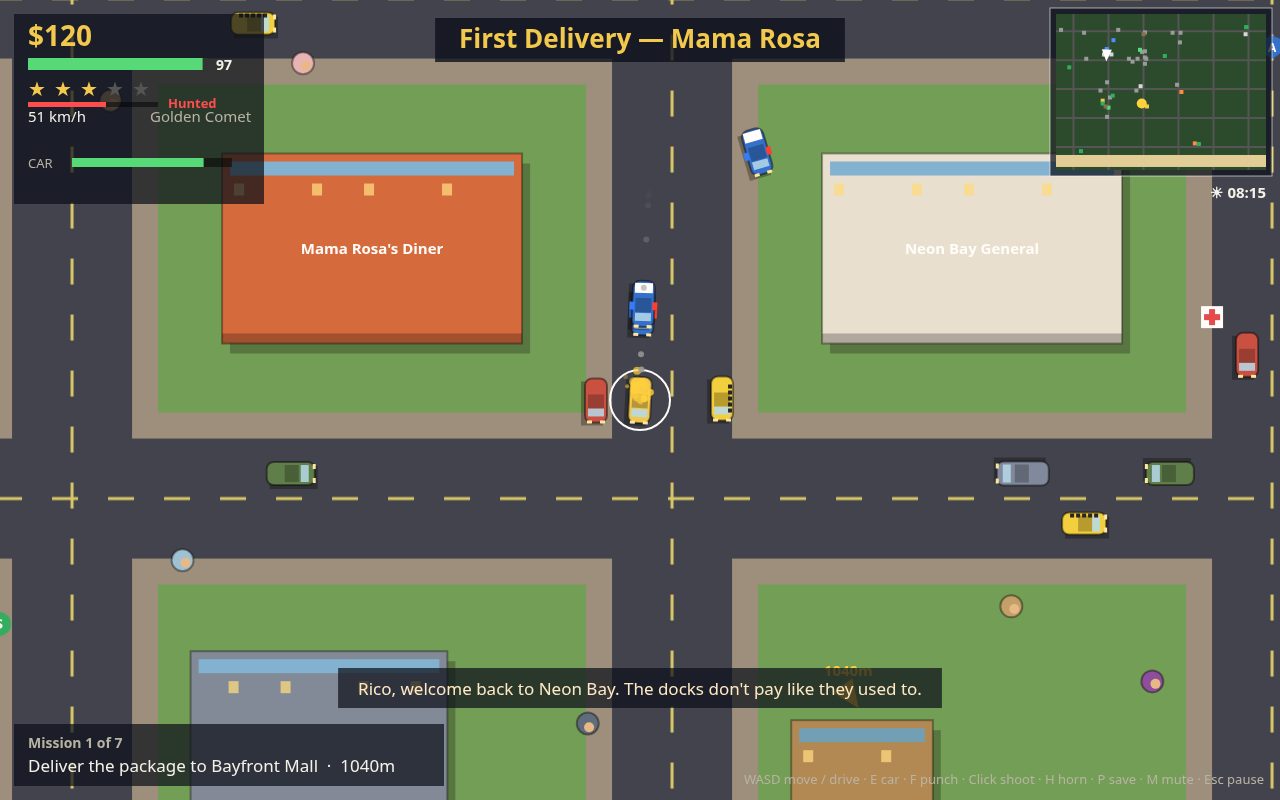 $120
97
Hunted
51 km/h
Golden Comet
CAR
First Delivery — Mama Rosa
08:15
Mama Rosa's Diner
Neon Bay General
1040m
Rico, welcome back to Neon Bay. The docks don't pay like they used to.
Mission 1 of 7
Deliver the package to Bayfront Mall · 1040m
WASD move / drive · E car · F punch · Click shoot · H horn · P save · M mute · Esc pause